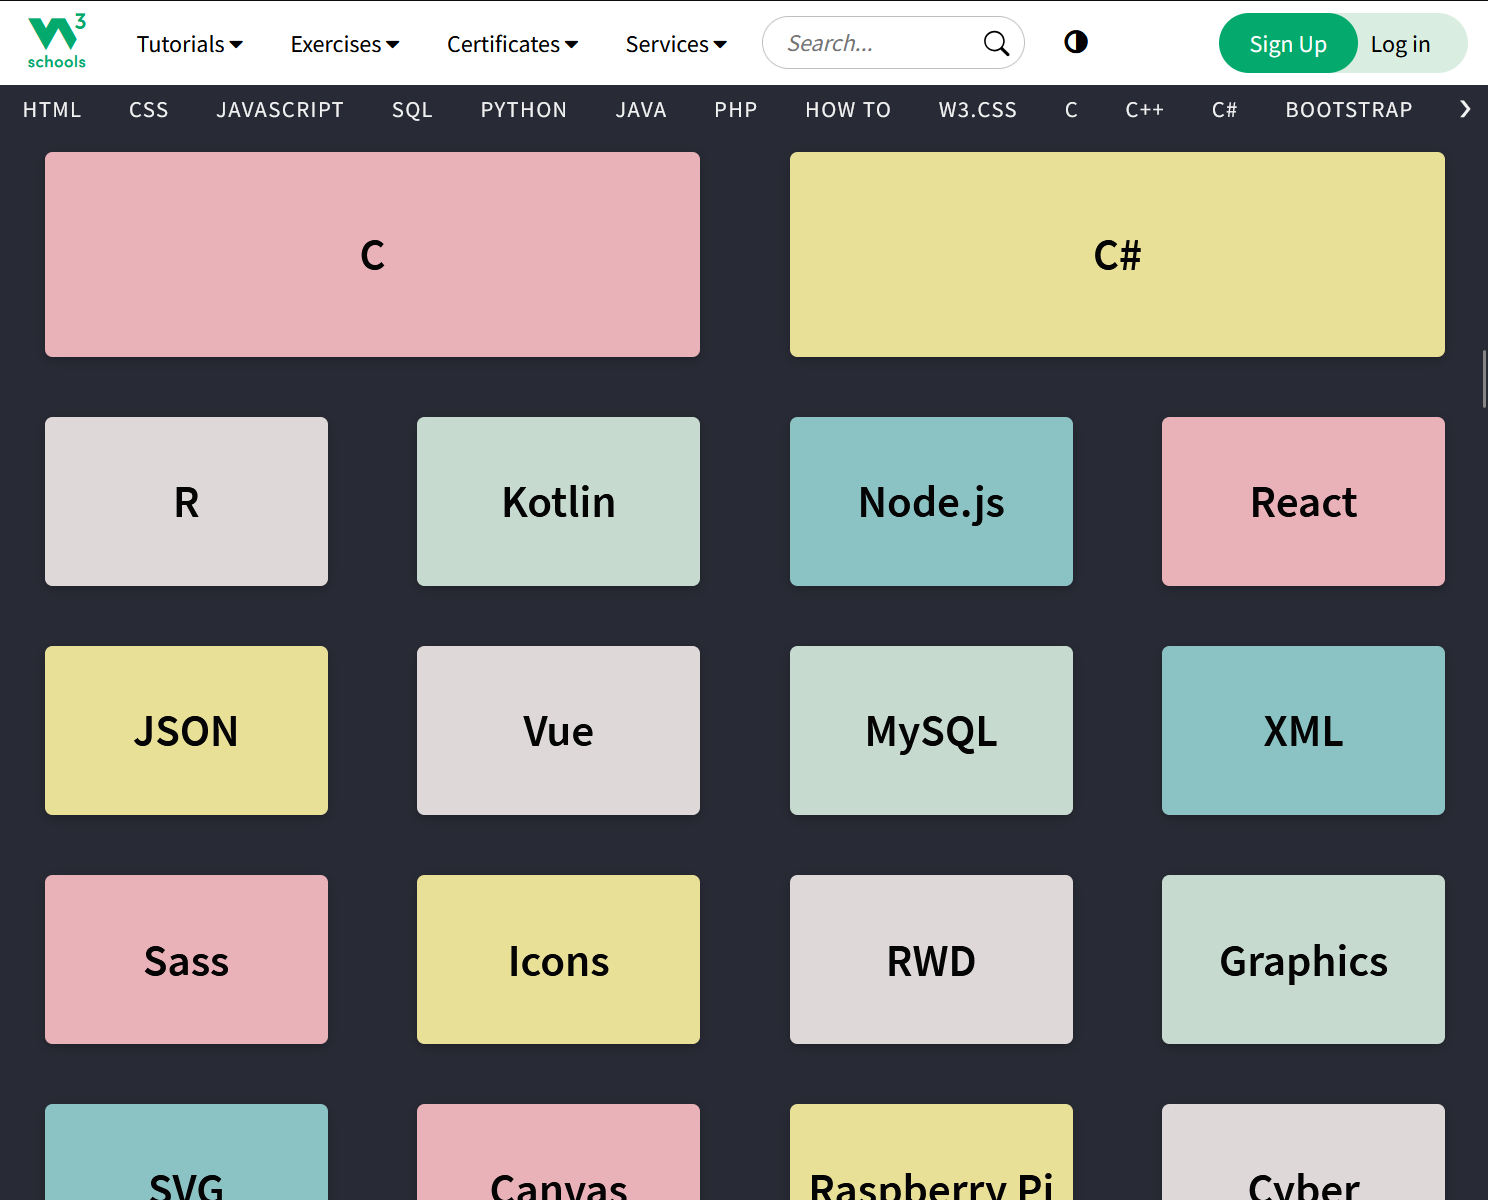 W3 schools
Tutorials Exercises Certificates Services Search... Sign Up Log in
HTML CSS JAVASCRIPT SQL PYTHON JAVA PHP HOW TO W3.CSS C C++ C# BOOTSTRAP
C C#
R Kotlin Node.js React
JSON Vue MySQL XML
Sass Icons RWD Graphics
SVG Canvas Raspberry Pi Cyber